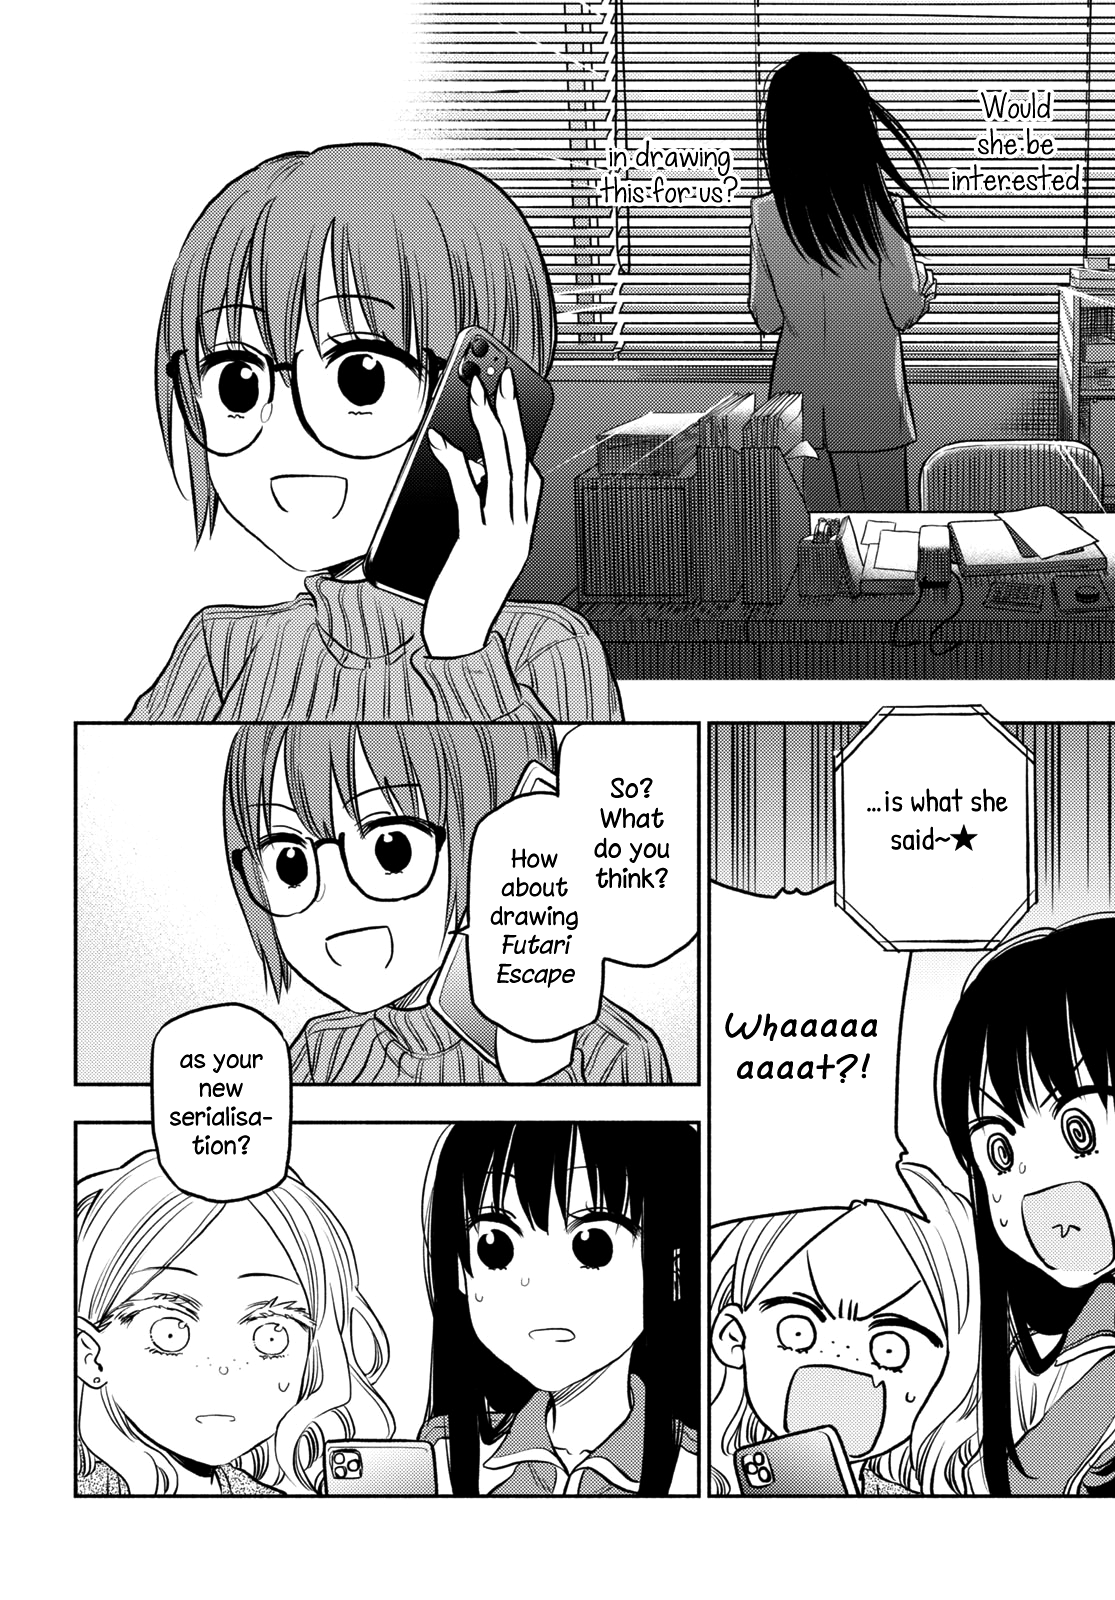 Would
she be
interested
in drawing
this for us?
...is what she
said~★
Whaaaaa
aaaat?!
So?
What
do you
think?
How
about
drawing
Futari
Escape
as your
new
serialisa-
tion?